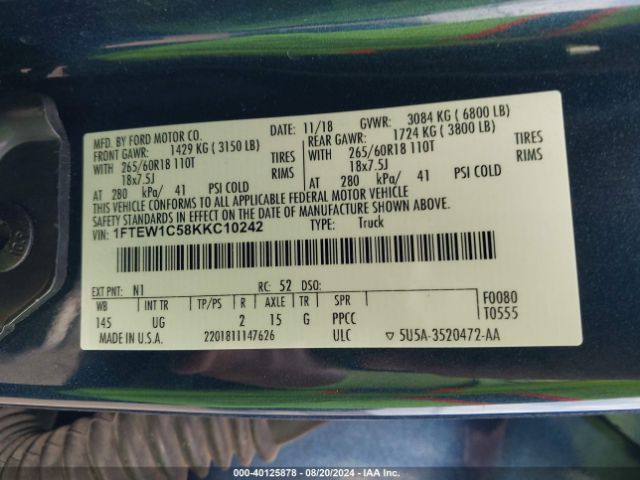 MFD. BY FORD MOTOR CO.
DATE: 11/18 GVWR: 3084 KG ( 6800 LB)
FRONT GAWR: 1429 KG ( 3150 LB) REAR GAWR: 1724 KG ( 3800 LB)
WITH 265/60R18 110T TIRES WITH 265/60R18 110T TIRES
18x7.5J RIMS 18x7.5J RIMS
AT 280 kPa/ 41 PSI COLD AT 280 kPa/ 41 PSI COLD
THIS VEHICLE CONFORMS TO ALL APPLICABLE FEDERAL MOTOR VEHICLE
SAFETY STANDARDS IN EFFECT ON THE DATE OF MANUFACTURE SHOWN ABOVE.
VIN: 1FTEW1C58KKC10242 TYPE: Truck
EXT PNT: N1 RC: 52 DSO:
WB INT TR TP/PS R AXLE TR SPR F0080
145 UG 2 15 G PPCC T0555
MADE IN U.S.A. 2201811147626 ULC ▽ 5U5A-3520472-AA
000-40125878 - 08/20/2024 - IAA Inc.